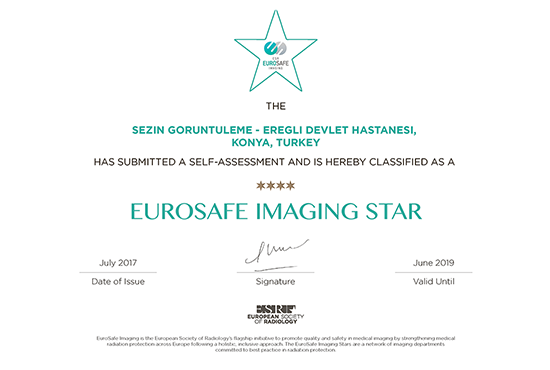 ESR
EUROSAFE
IMAGING
THE
SEZIN GORUNTULEME - EREGLI DEVLET HASTANESI,
KONYA, TURKEY
HAS SUBMITTED A SELF-ASSESSMENT AND IS HEREBY CLASSIFIED AS A
EUROSAFE IMAGING STAR
July 2017
Date of Issue
Signature
June 2019
Valid Until
EUROPEAN SOCIETY
OF RADIOLOGY
EuroSafe Imaging is the European Society of Radiology's flagship initiative to promote quality and safety in medical imaging by strengthening medical
radiation protection across Europe following a holistic, inclusive approach. The EuroSafe Imaging Stars are a network of imaging departments
committed to best practice in radiation protection.